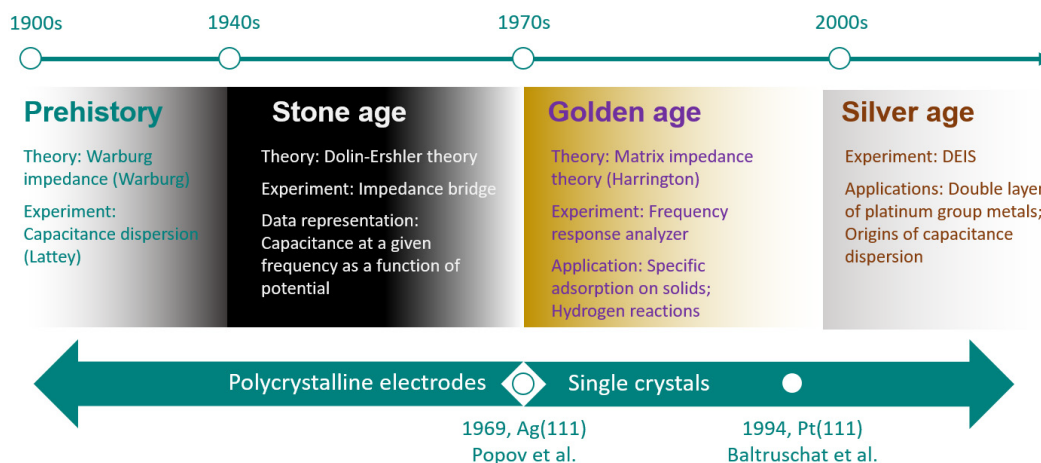 1900s
1940s
1970s
2000s
Prehistory
Theory: Warburg
impedance (Warburg)
Experiment:
Capacitance dispersion
(Lattey)
Stone age
Theory: Dolin-Ershler theory
Experiment: Impedance bridge
Data representation:
Capacitance at a given
frequency as a function of
potential
Golden age
Theory: Matrix impedance
theory (Harrington)
Experiment: Frequency
response analyzer
Application: Specific
adsorption on solids;
Hydrogen reactions
Silver age
Experiment: DEIS
Applications: Double layer
of platinum group metals;
Origins of capacitance
dispersion
Polycrystalline electrodes
Single crystals
1969, Ag(111)
Popov et al.
1994, Pt(111)
Baltruschat et al.